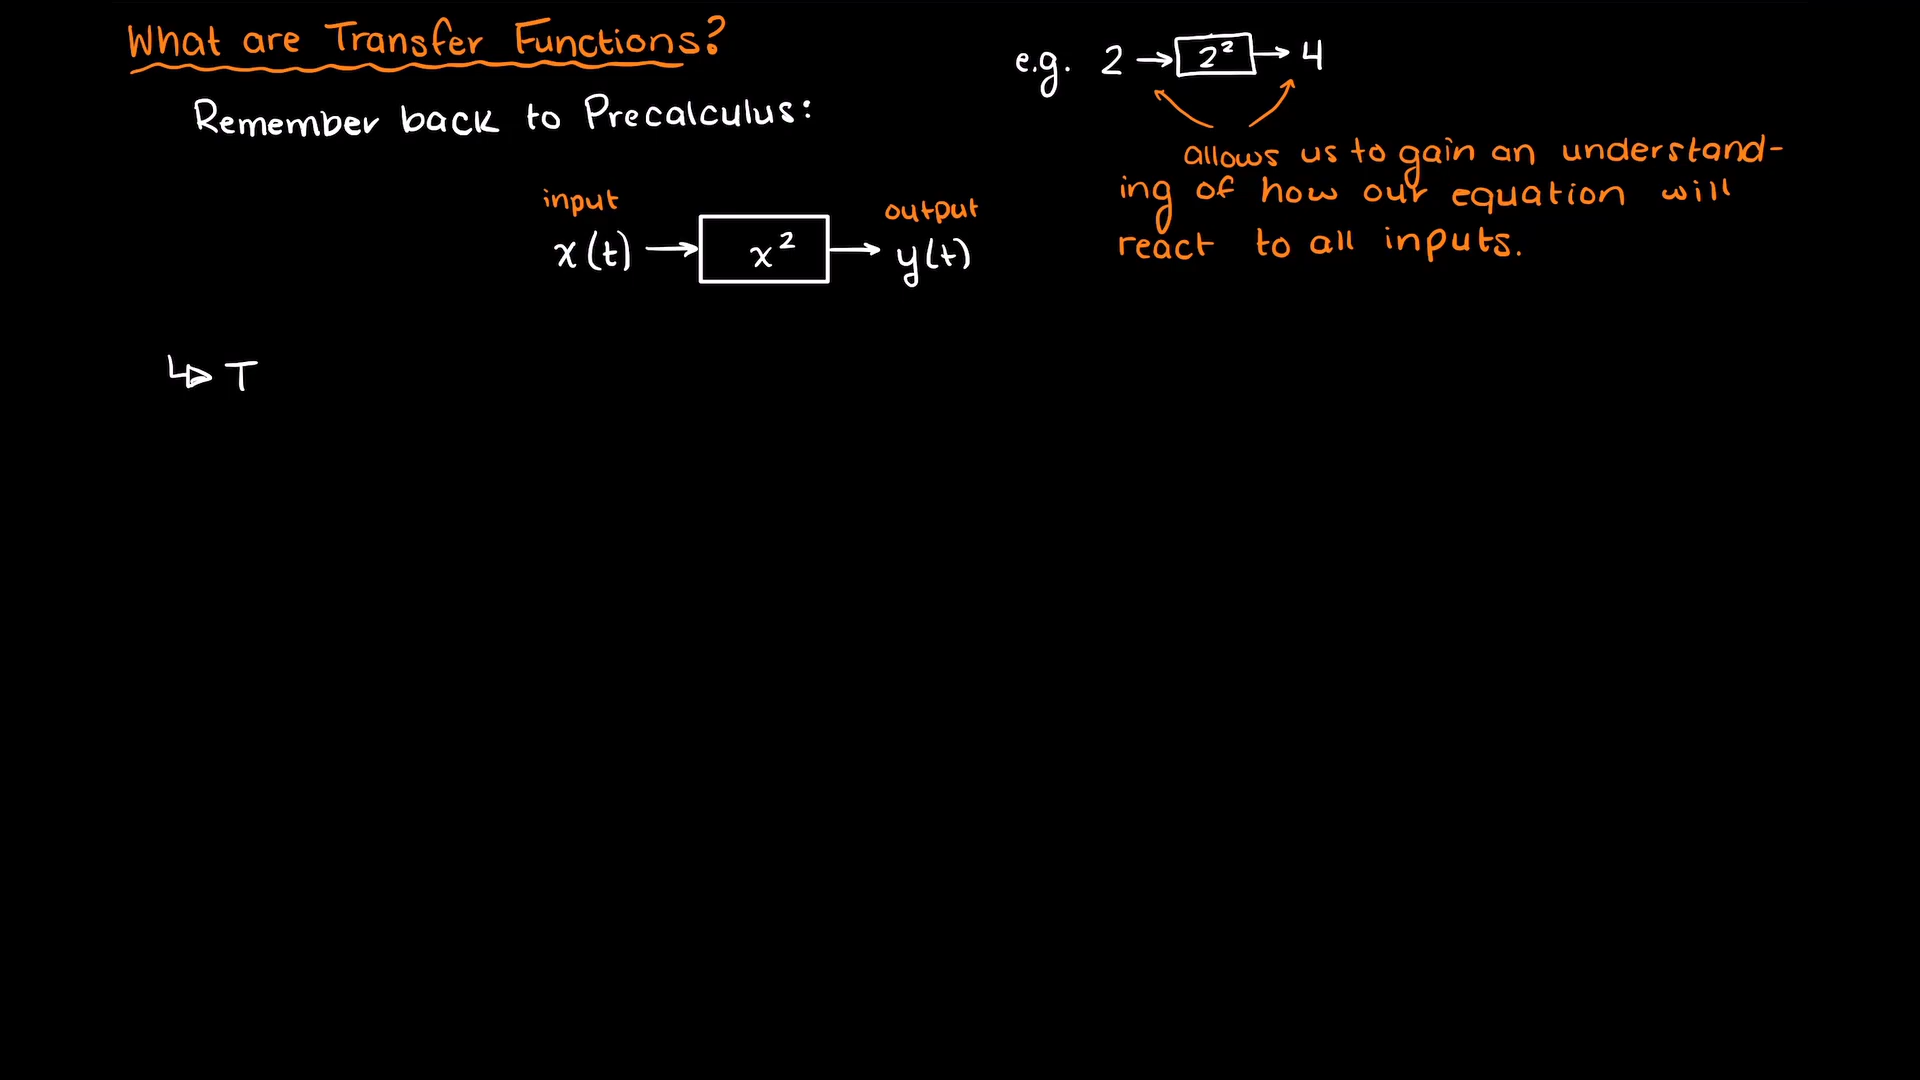 What are Transfer Functions?
Remember back to Precalculus:
input
output
x(t) → x² → y(t)
e.g. 2 → 2² → 4
allows us to gain an understand-
ing of how our equation will
react to all inputs.
↳ T